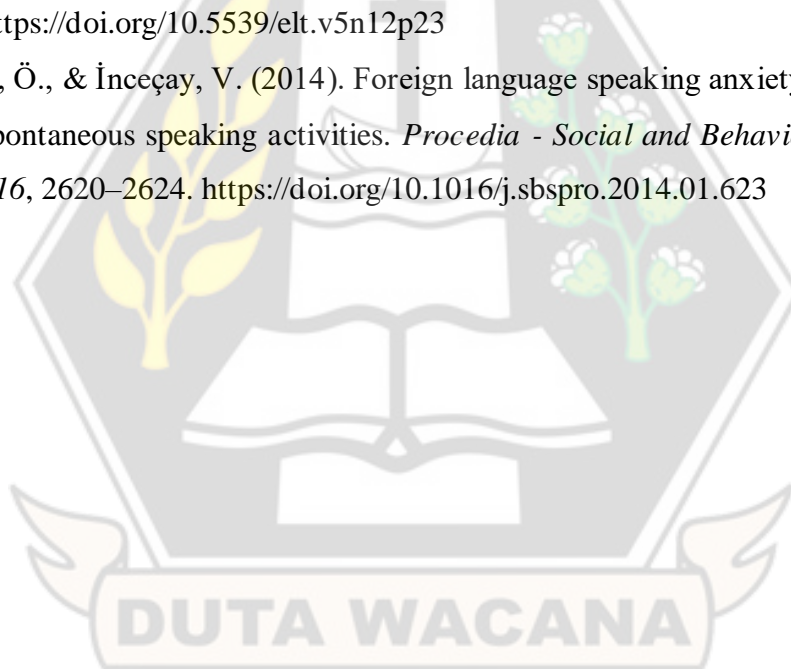 ttps://doi.org/10.5539/elt.v5n12p23
, Ö., & İnceçay, V. (2014). Foreign language speaking anxiety
pontaneous speaking activities. Procedia - Social and Behavi
16, 2620–2624. https://doi.org/10.1016/j.sbspro.2014.01.623
DUTA WACANA